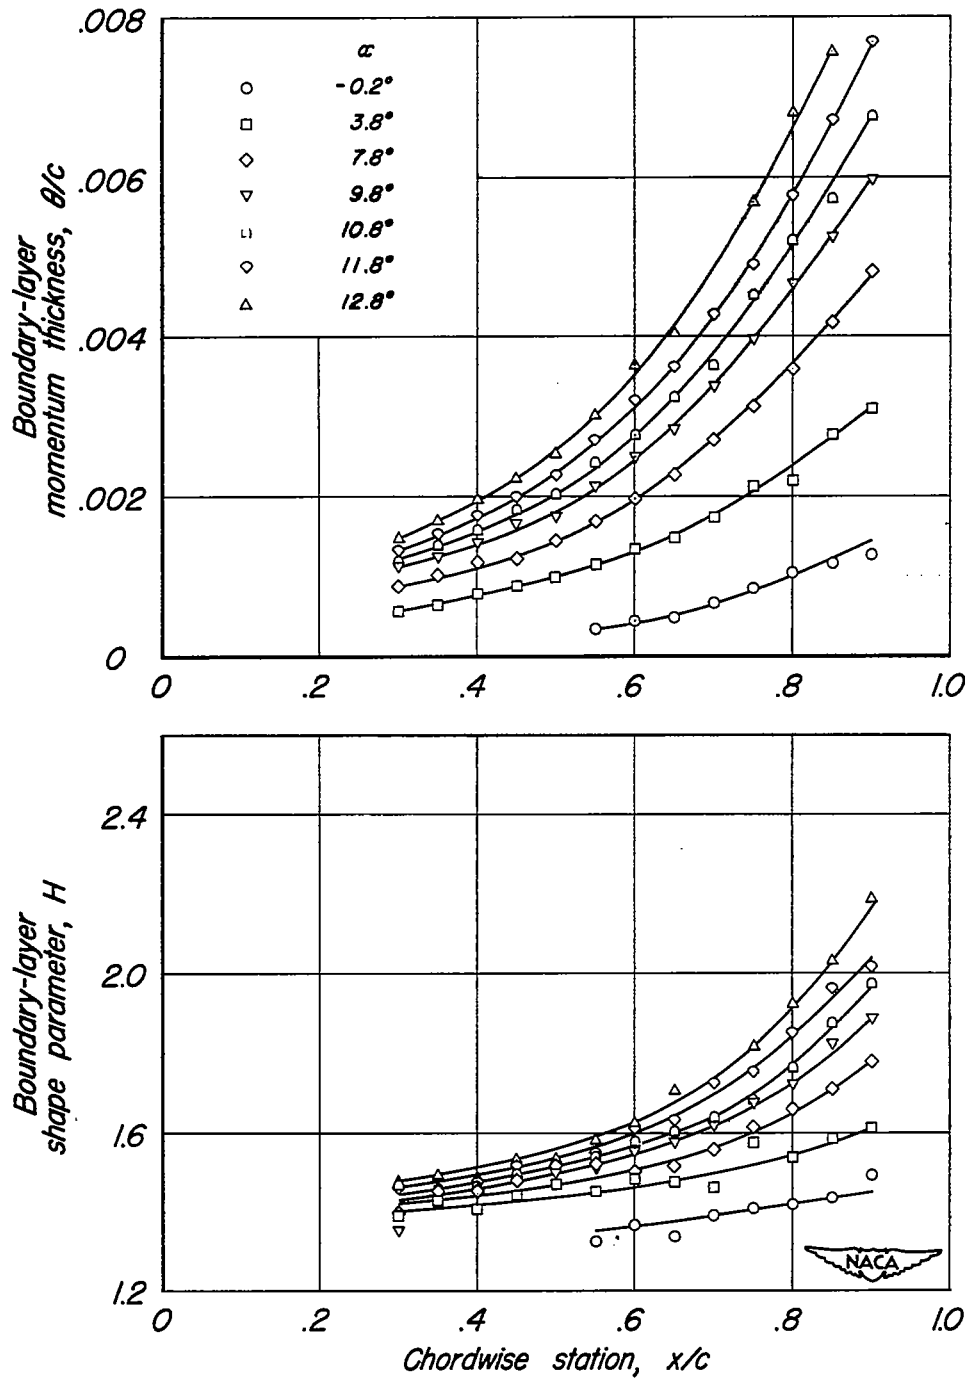 .008
α
-0.2°
3.8°
7.8°
9.8°
10.8°
11.8°
12.8°
.006
.004
.002
0
Boundary-layer
momentum thickness, θ/c
0 .2 .4 .6 .8 1.0
2.4
2.0
1.6
1.2
Boundary-layer
shape parameter, H
NACA
0 .2 .4 .6 .8 1.0
Chordwise station, x/c